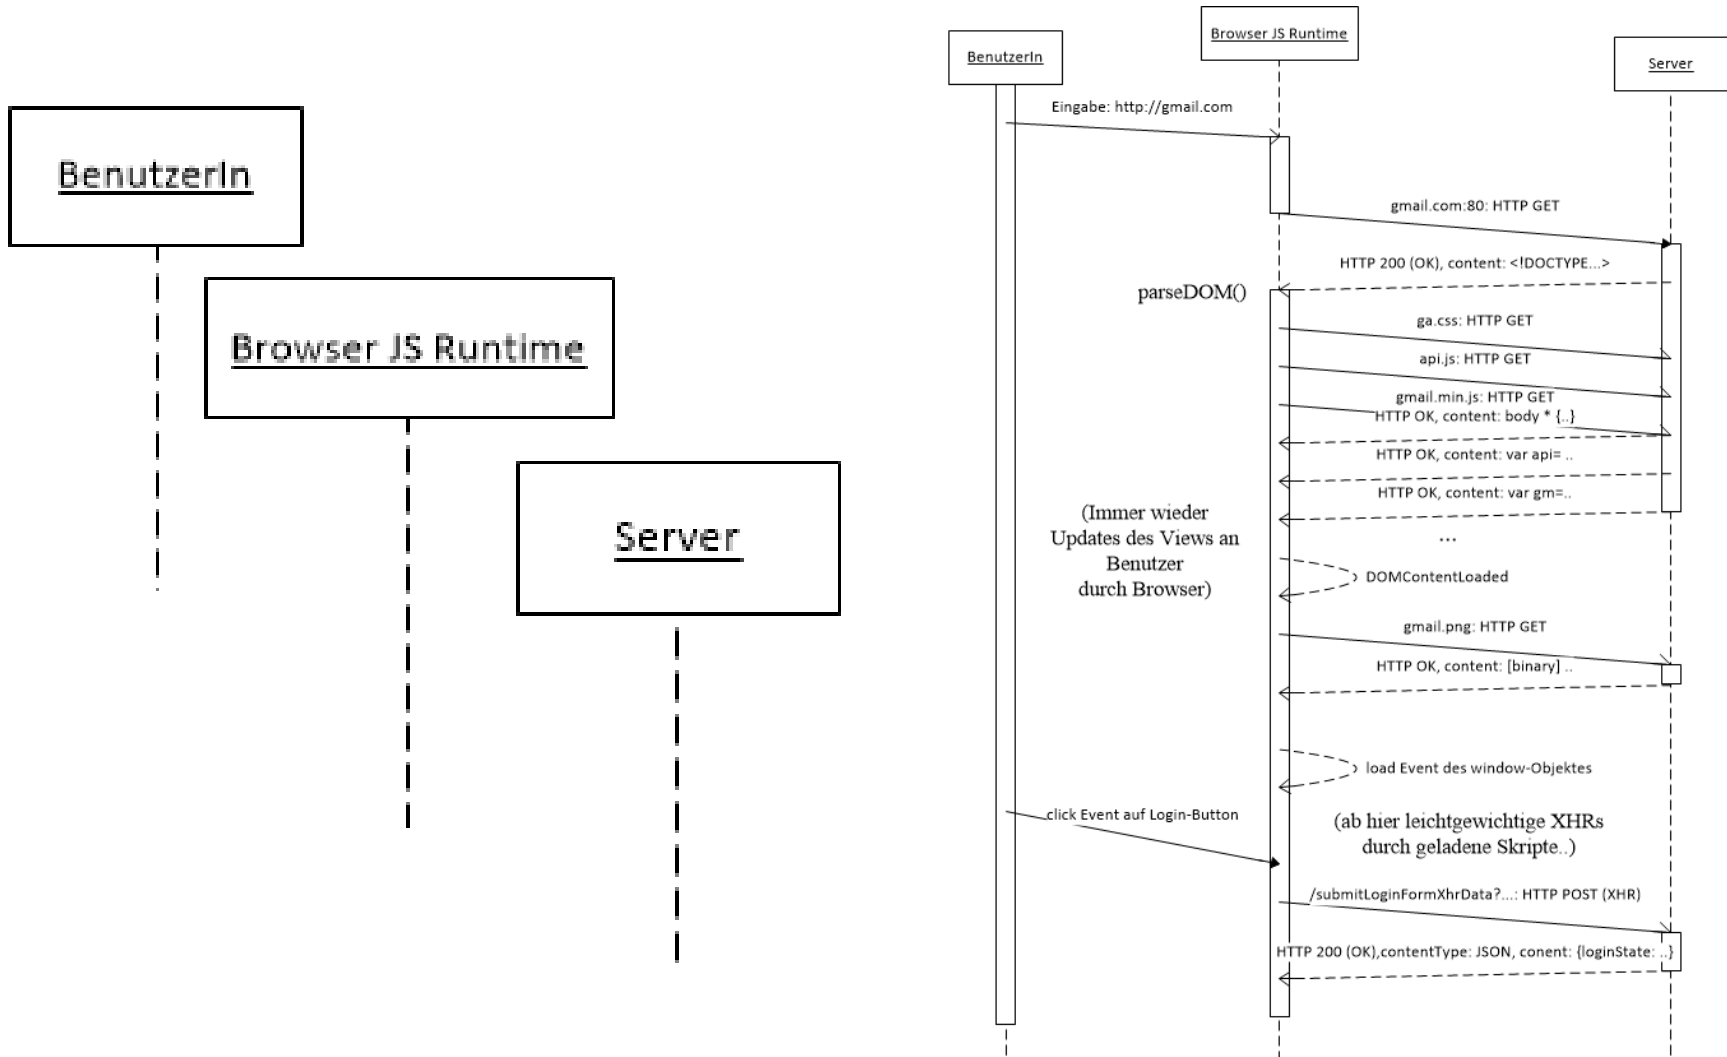 BenutzerIn
Browser JS Runtime
Server
BenutzerIn
Browser JS Runtime
Server
Eingabe: http://gmail.com
gmail.com:80: HTTP GET
HTTP 200 (OK), content: <!DOCTYPE...>
parseDOM()
ga.css: HTTP GET
api.js: HTTP GET
gmail.min.js: HTTP GET
HTTP OK, content: body * {..}
HTTP OK, content: var api= ..
HTTP OK, content: var gm=..
(Immer wieder
Updates des Views an
Benutzer
durch Browser)
...
DOMContentLoaded
gmail.png: HTTP GET
HTTP OK, content: [binary] ..
load Event des window-Objektes
click Event auf Login-Button
(ab hier leichtgewichtige XHRs
durch geladene Skripte..)
/submitLoginFormXhrData?...: HTTP POST (XHR)
HTTP 200 (OK),contentType: JSON, conent: {loginState: ..}